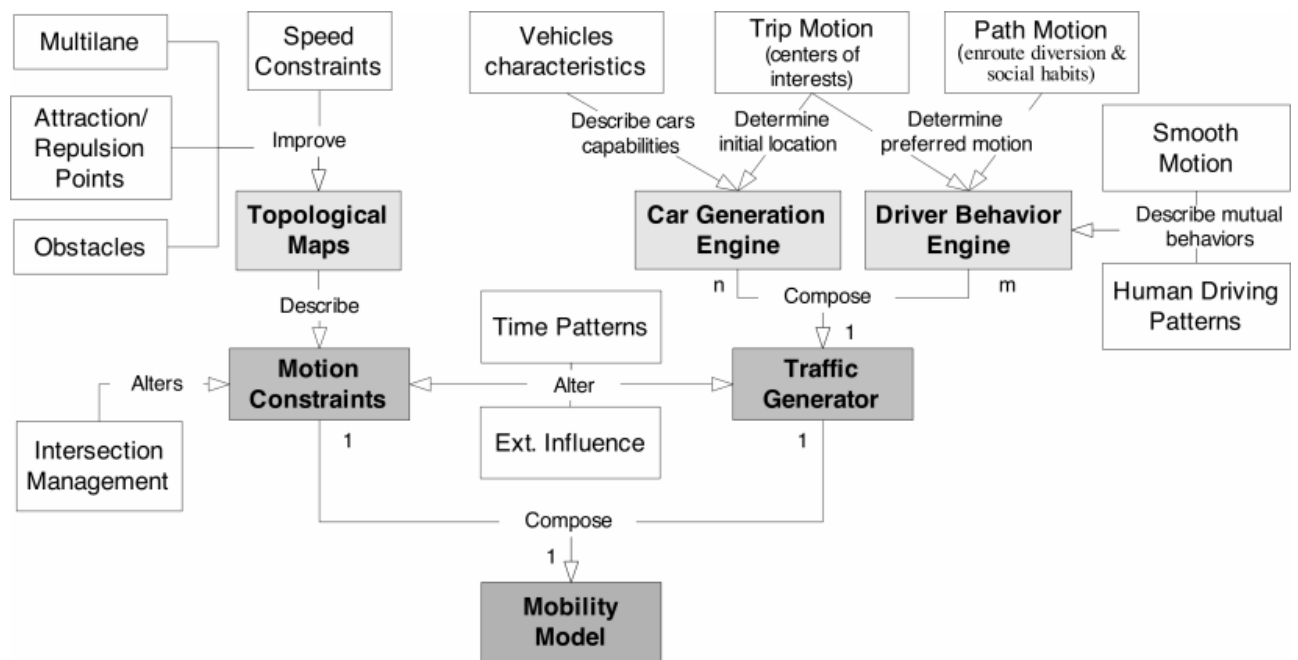 Multilane
Speed
Constraints
Vehicles
characteristics
Trip Motion
(centers of
interests)
Path Motion
(enroute diversion &
social habits)
Attraction/
Repulsion
Points
Improve
Describe cars
capabilities
Determine
initial location
Determine
preferred motion
Smooth
Motion
Obstacles
Topological
Maps
Car Generation
Engine
Driver Behavior
Engine
Describe mutual
behaviors
n
Compose
m
Human Driving
Patterns
Describe
Time Patterns
1
Motion
Constraints
Alters
Alter
Traffic
Generator
Intersection
Management
1
Ext. Influence
1
Compose
1
Mobility
Model